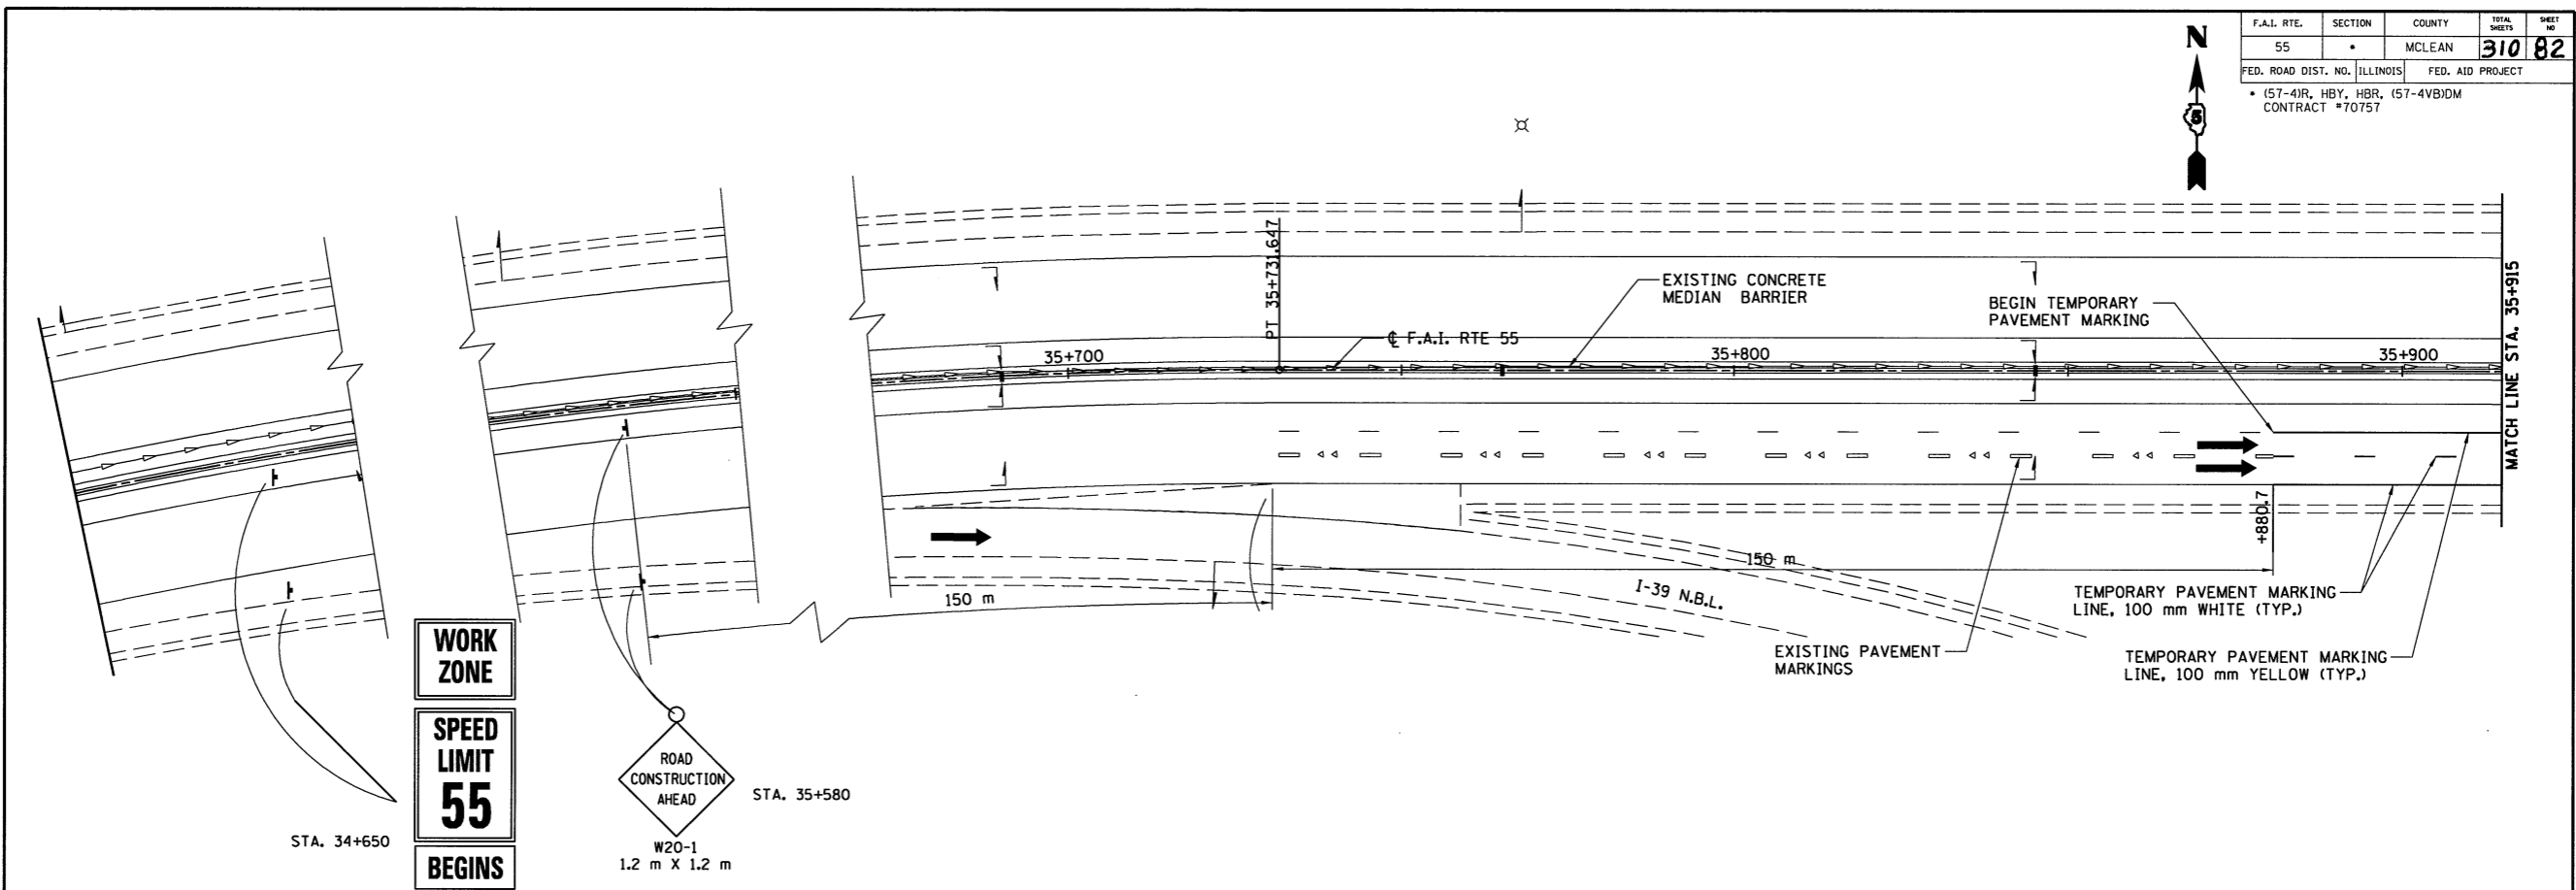 F.A.I. RTE. SECTION COUNTY TOTAL SHEETS SHEET NO
55 • MCLEAN 310 82
FED. ROAD DIST. NO. ILLINOIS FED. AID PROJECT
• (57-4)R, HBY, HBR, (57-4VB)DM
CONTRACT #70757
N
5
PT 35+731.647
EXISTING CONCRETE
MEDIAN BARRIER
BEGIN TEMPORARY
PAVEMENT MARKING
MATCH LINE STA. 35+915
℄ F.A.I. RTE 55
35+700
35+800
35+900
+880.7
150 m
150 m
I-39 N.B.L.
TEMPORARY PAVEMENT MARKING
LINE, 100 mm WHITE (TYP.)
EXISTING PAVEMENT
MARKINGS
TEMPORARY PAVEMENT MARKING
LINE, 100 mm YELLOW (TYP.)
WORK
ZONE
SPEED
LIMIT
55
BEGINS
STA. 34+650
ROAD
CONSTRUCTION
AHEAD
STA. 35+580
W20-1
1.2 m X 1.2 m